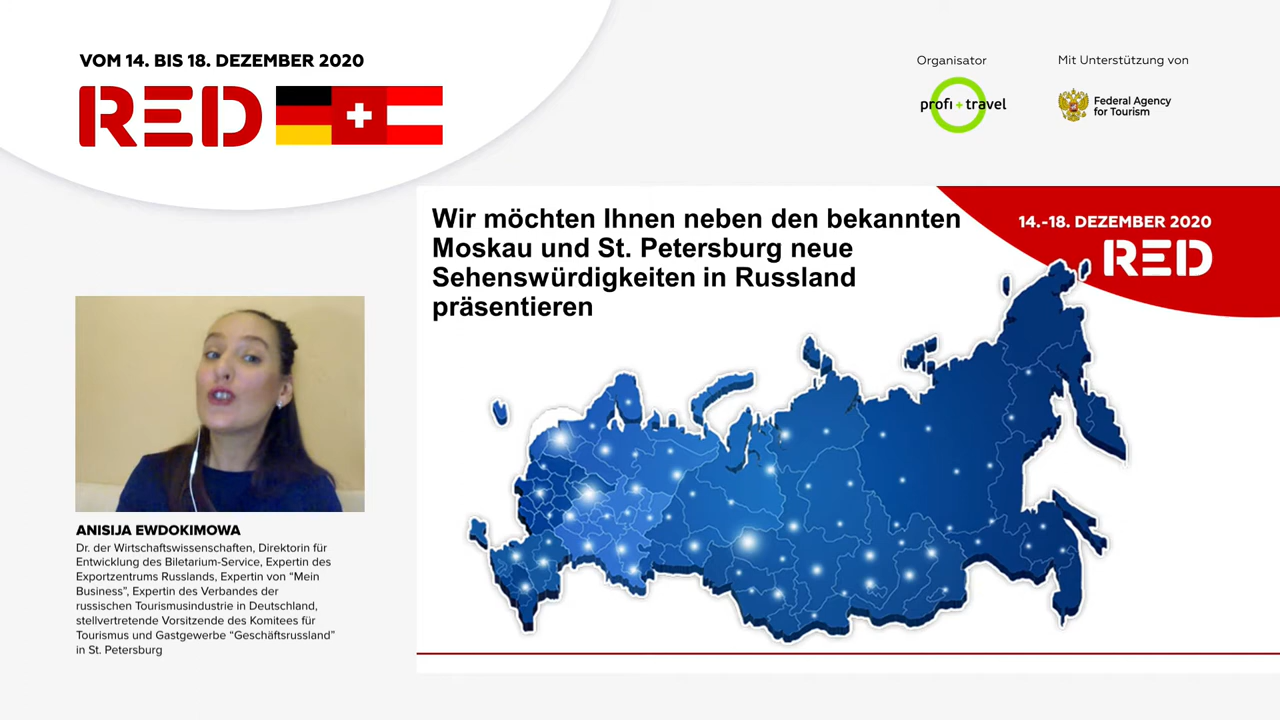 VOM 14. BIS 18. DEZEMBER 2020
RED
Organisator
profi+travel
Mit Unterstützung von
Federal Agency
for Tourism
Wir möchten Ihnen neben den bekannten
Moskau und St. Petersburg neue
Sehenswürdigkeiten in Russland
präsentieren
14.-18. DEZEMBER 2020
RED
ANISIJA EWDOKIMOWA
Dr. der Wirtschaftswissenschaften, Direktorin für
Entwicklung des Biletarium-Service, Expertin des
Exportzentrums Russlands, Expertin von “Mein
Business”, Expertin des Verbandes der
russischen Tourismusindustrie in Deutschland,
stellvertretende Vorsitzende des Komitees für
Tourismus und Gastgewerbe “Geschäftsrussland”
in St. Petersburg